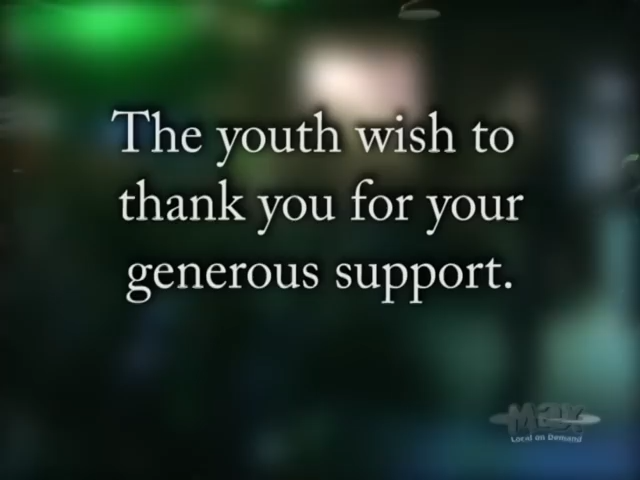 The youth wish to
thank you for your
generous support.
Max
Local on Demand